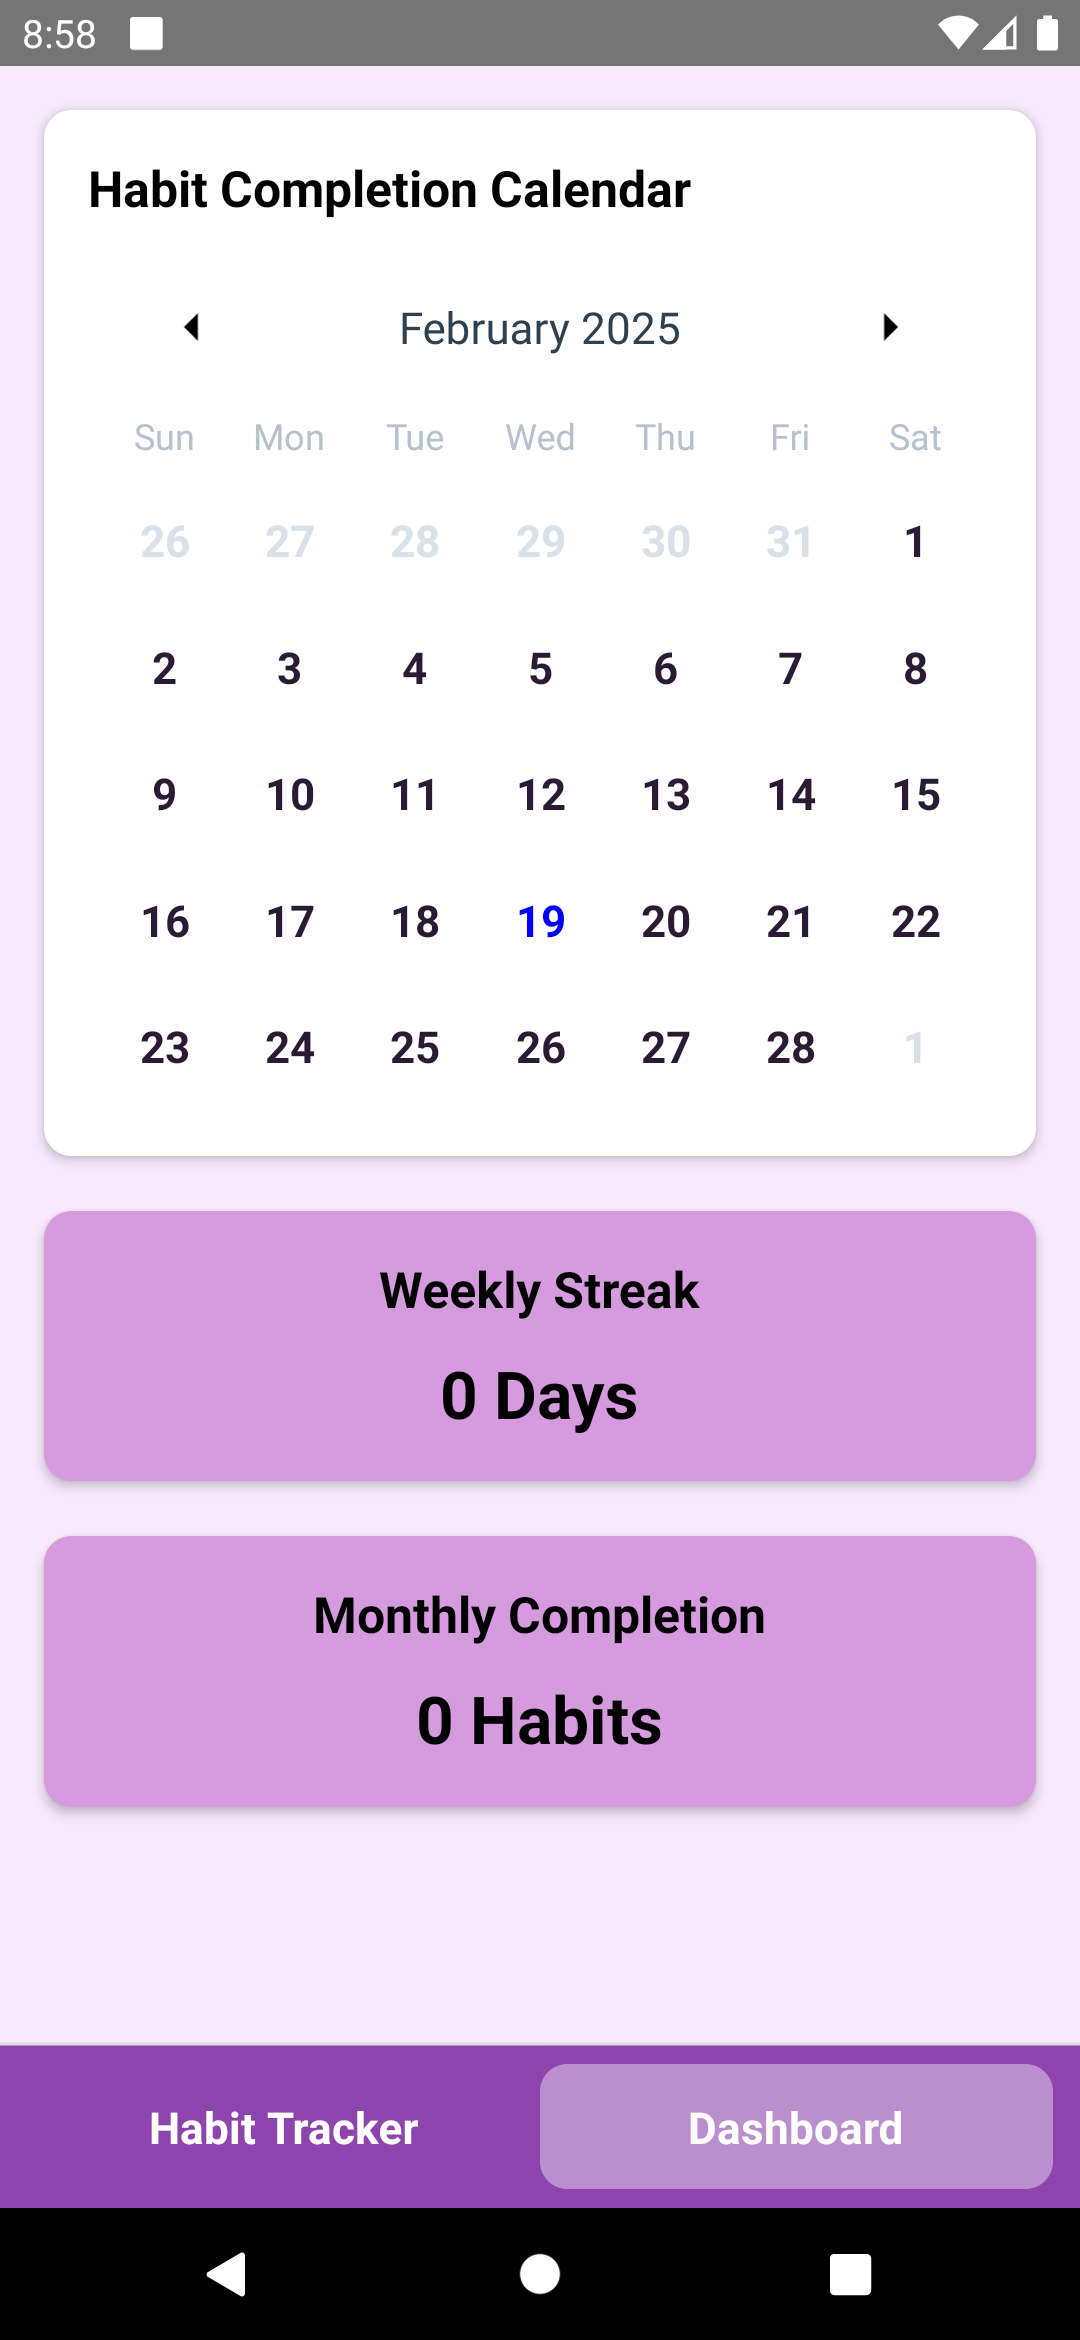 8:58
Habit Completion Calendar
February 2025
Sun Mon Tue Wed Thu Fri Sat
26 27 28 29 30 31 1
2 3 4 5 6 7 8
9 10 11 12 13 14 15
16 17 18 19 20 21 22
23 24 25 26 27 28 1
Weekly Streak
0 Days
Monthly Completion
0 Habits
Habit Tracker Dashboard